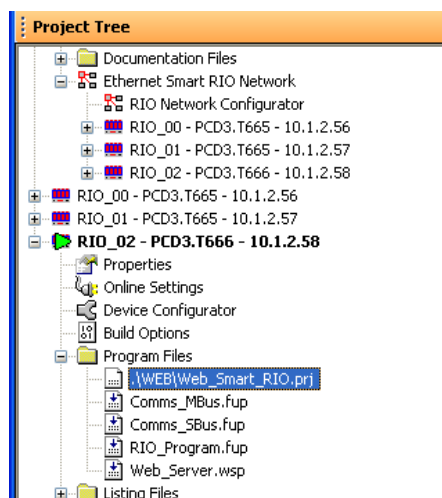 Project Tree
Documentation Files
Ethernet Smart RIO Network
RIO Network Configurator
RIO_00 - PCD3.T665 - 10.1.2.56
RIO_01 - PCD3.T665 - 10.1.2.57
RIO_02 - PCD3.T666 - 10.1.2.58
RIO_00 - PCD3.T665 - 10.1.2.56
RIO_01 - PCD3.T665 - 10.1.2.57
RIO_02 - PCD3.T666 - 10.1.2.58
Properties
Online Settings
Device Configurator
Build Options
Program Files
.\WEB\Web_Smart_RIO.prj
Comms_MBus.fup
Comms_SBus.fup
RIO_Program.fup
Web_Server.wsp
Listing Files